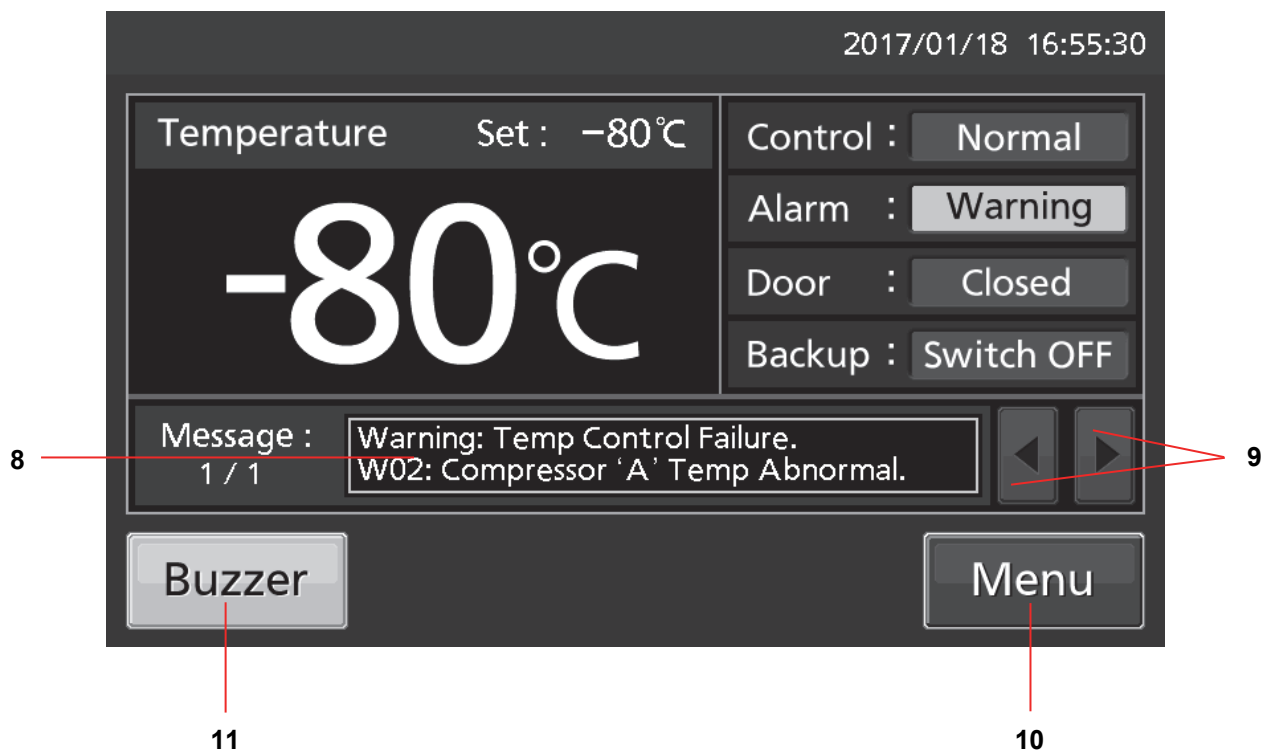 2017/01/18 16:55:30
Temperature Set : −80℃
-80℃
Control : Normal
Alarm : Warning
Door : Closed
Backup : Switch OFF
Message :
1 / 1
Warning: Temp Control Failure.
W02: Compressor ‘A’ Temp Abnormal.
8
9
Buzzer
Menu
11
10